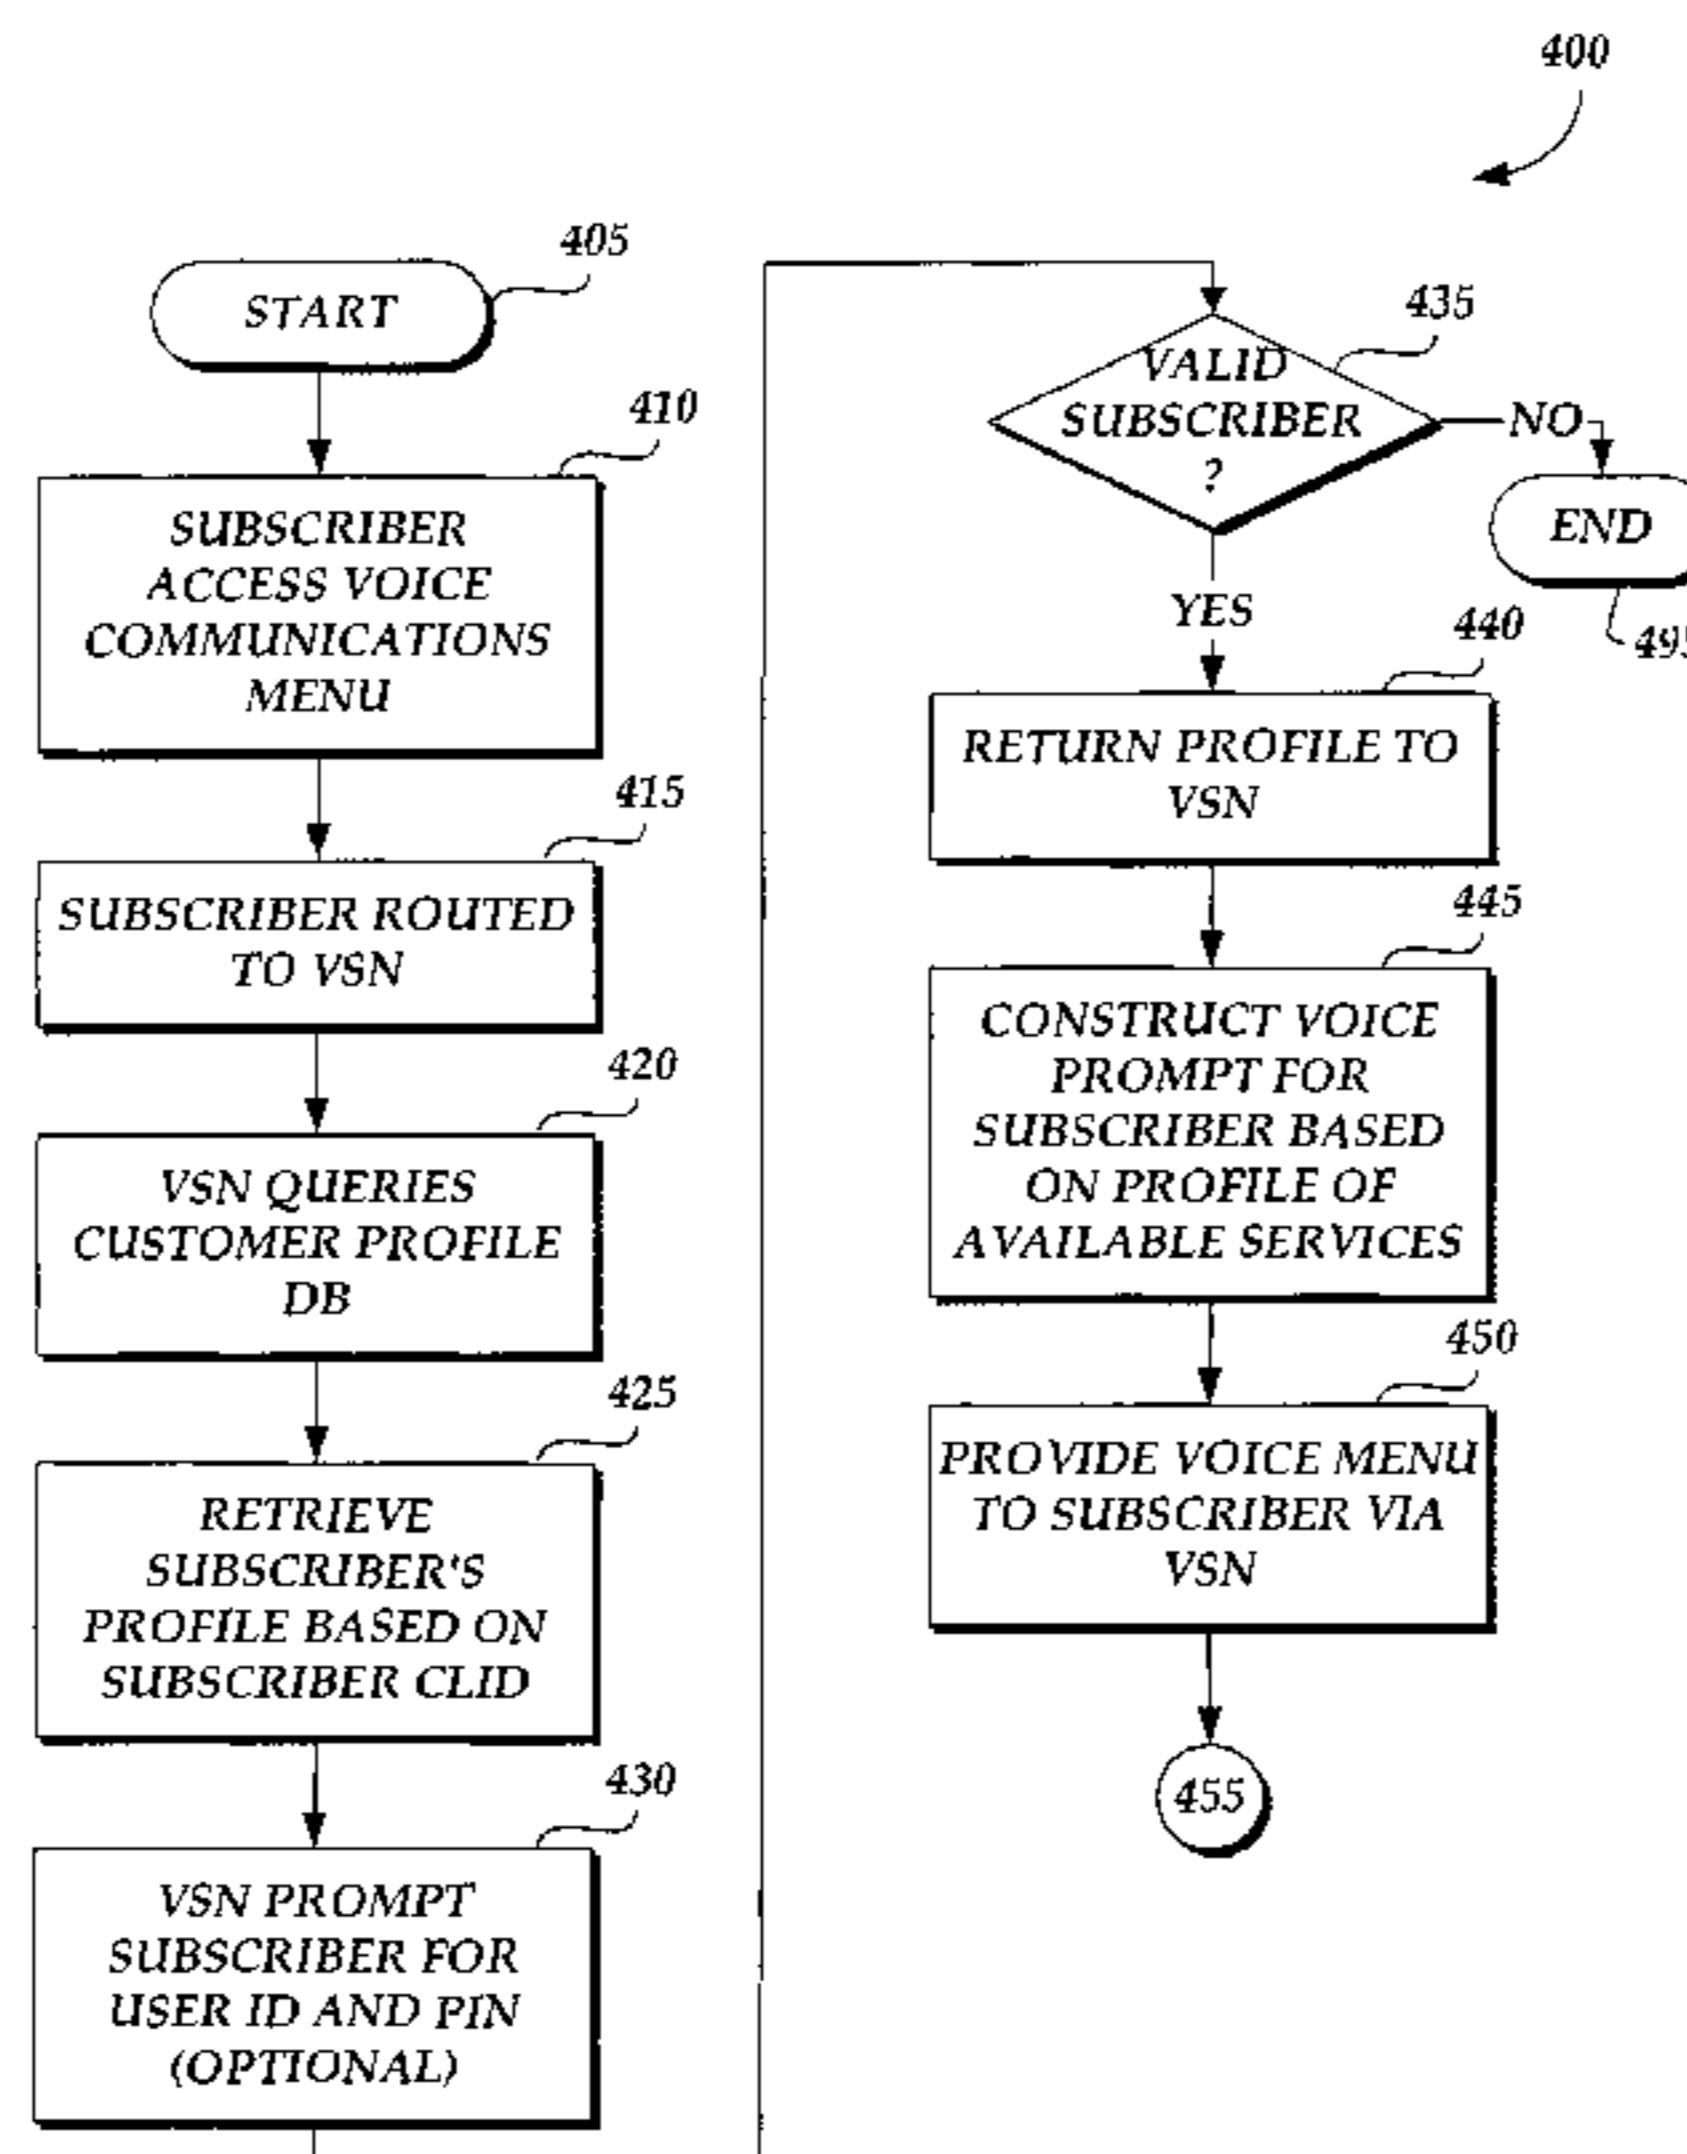 400
405
START
410
SUBSCRIBER
ACCESS VOICE
COMMUNICATIONS
MENU
415
SUBSCRIBER ROUTED
TO VSN
420
VSN QUERIES
CUSTOMER PROFILE
DB
425
RETRIEVE
SUBSCRIBER'S
PROFILE BASED ON
SUBSCRIBER CLID
430
VSN PROMPT
SUBSCRIBER FOR
USER ID AND PIN
(OPTIONAL)
435
VALID
SUBSCRIBER
?
NO
END
YES
440
RETURN PROFILE TO
VSN
445
CONSTRUCT VOICE
PROMPT FOR
SUBSCRIBER BASED
ON PROFILE OF
AVAILABLE SERVICES
450
PROVIDE VOICE MENU
TO SUBSCRIBER VIA
VSN
455